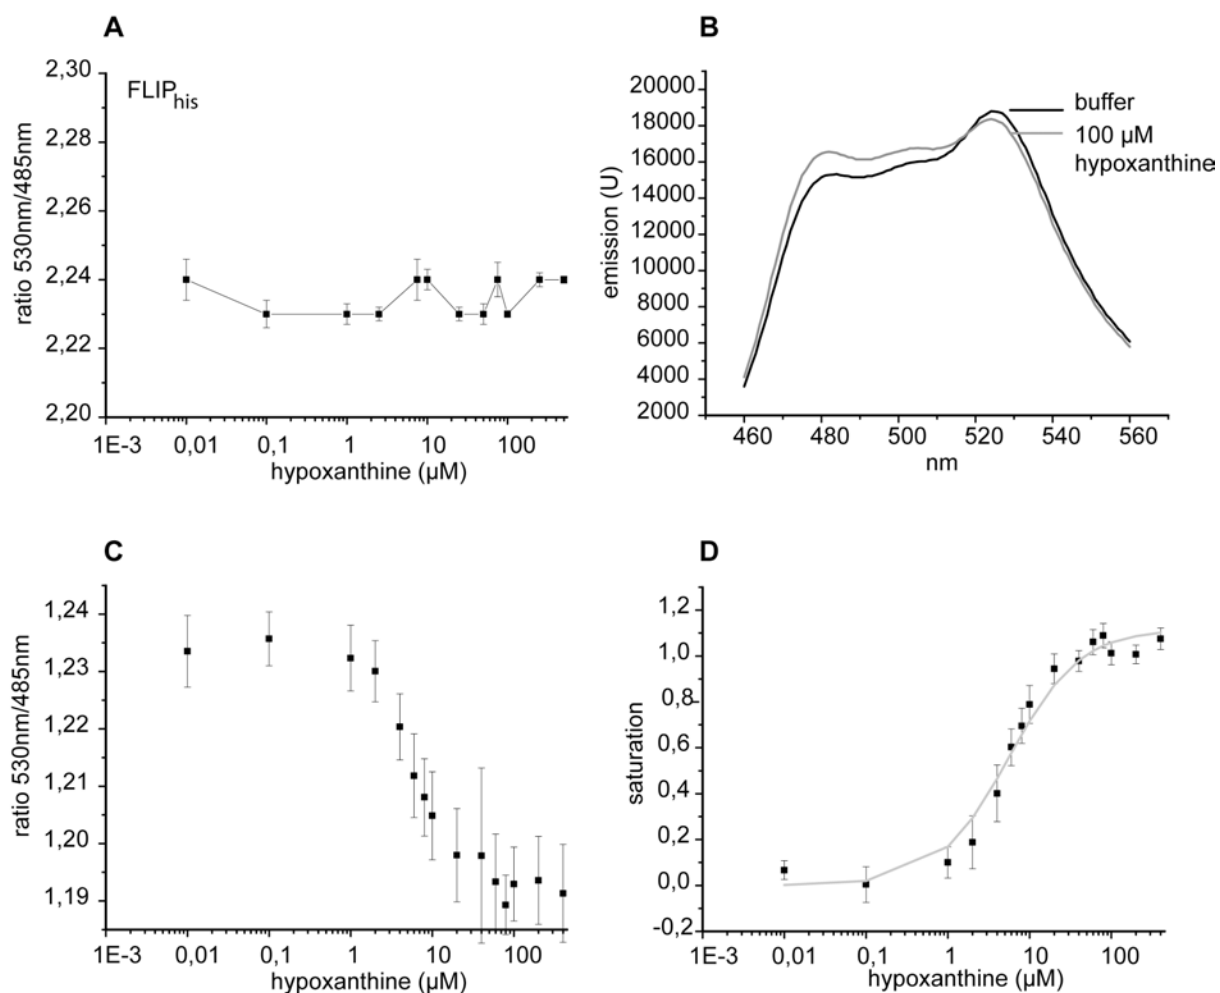 A
ratio 530nm/485nm
2,30
2,28
2,26
2,24
2,22
2,20
FLIPhis
1E-3 0,01 0,1 1 10 100
hypoxanthine (µM)
B
emission (U)
20000
18000
16000
14000
12000
10000
8000
6000
4000
2000
buffer
100 µM
hypoxanthine
460 480 500 520 540 560
nm
C
ratio 530nm/485nm
1,24
1,23
1,22
1,21
1,20
1,19
1E-3 0,01 0,1 1 10 100
hypoxanthine (µM)
D
saturation
1,2
1,0
0,8
0,6
0,4
0,2
0,0
-0,2
1E-3 0,01 0,1 1 10 100
hypoxanthine (µM)